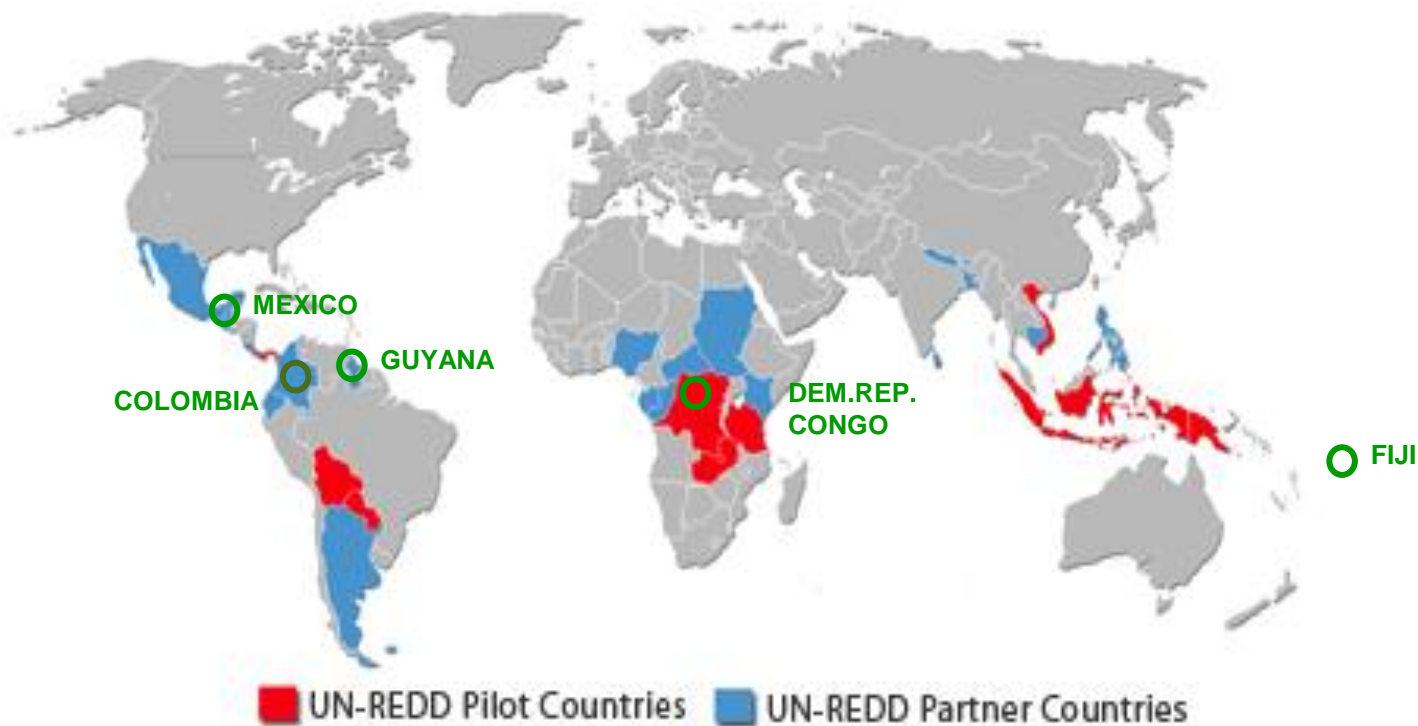 MEXICO
GUYANA
COLOMBIA
DEM.REP.
CONGO
FIJI
UN-REDD Pilot Countries
UN-REDD Partner Countries